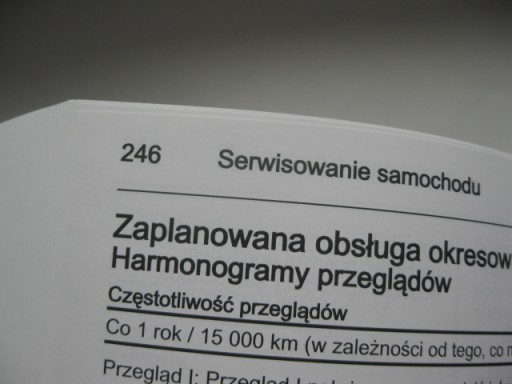 246 Serwisowanie samochodu
Zaplanowana obsługa okresow
Harmonogramy przeglądów
Częstotliwość przeglądów
Co 1 rok / 15 000 km (w zależności od tego, co n
Przegląd I: Przegląd I